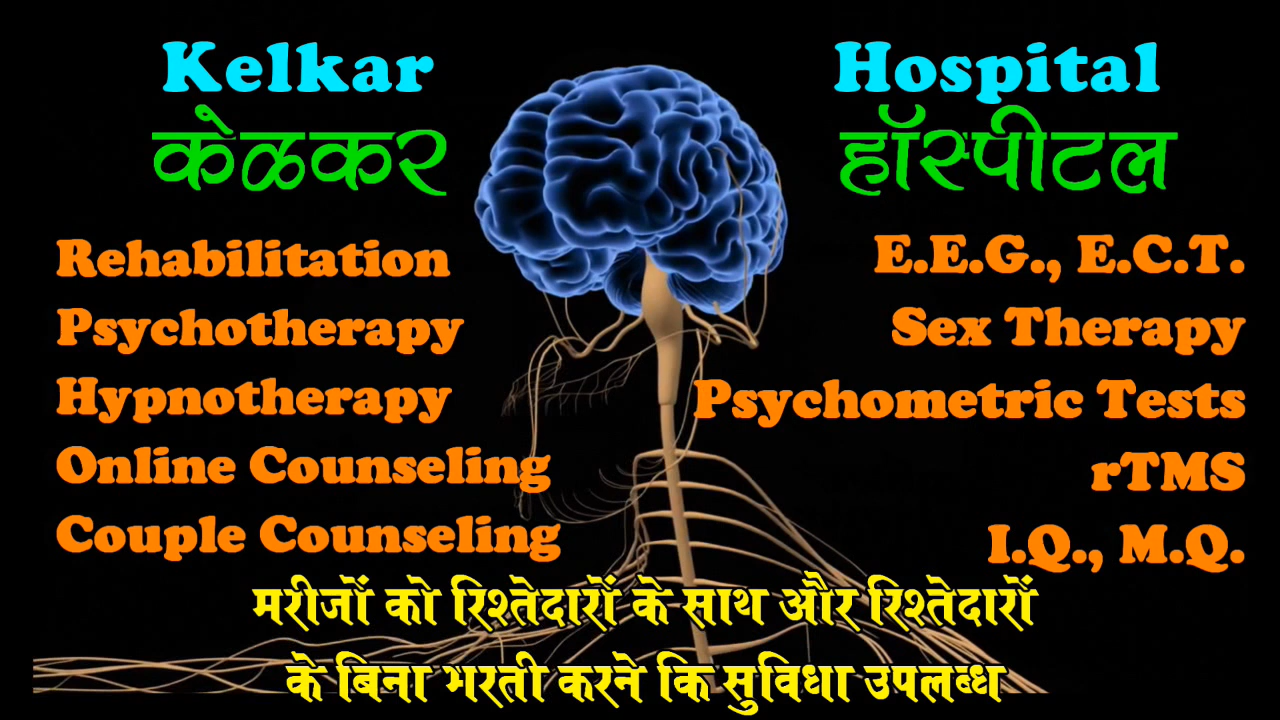 Kelkar Hospital
केळकर हॉस्पीटल
Rehabilitation
Psychotherapy
Hypnotherapy
Online Counseling
Couple Counseling
E.E.G., E.C.T.
Sex Therapy
Psychometric Tests
rTMS
I.Q., M.Q.
मरीजों को रिश्तेदारों के साथ और रिश्तेदारों
के बिना भरती करने कि सुविधा उपलब्ध